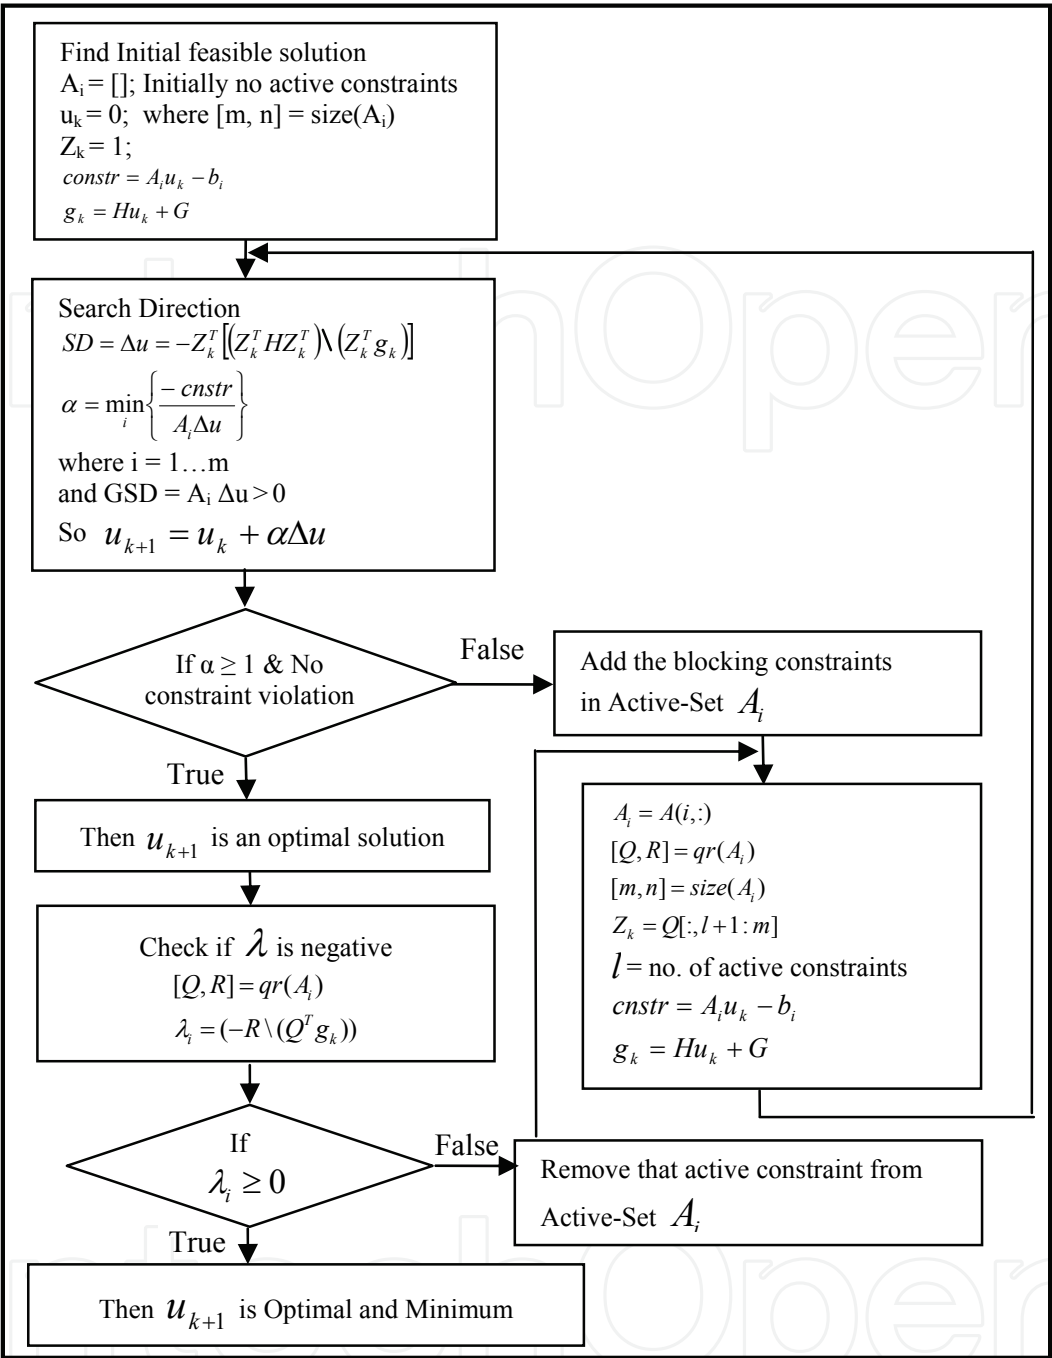 Find Initial feasible solution
Aᵢ = []; Initially no active constraints
uₖ = 0; where [m, n] = size(Aᵢ)
Zₖ = 1;
constr = Aᵢuₖ − bᵢ
gₖ = Huₖ + G
Search Direction
SD = Δu = −Zₖᵀ[(ZₖᵀHZₖᵀ)\(Zₖᵀgₖ)]
α = min_i {−cnstr / AᵢΔu}
where i = 1…m
and GSD = Aᵢ Δu > 0
So uₖ₊₁ = uₖ + αΔu
If α ≥ 1 & No
constraint violation
False
Add the blocking constraints
in Active-Set Aᵢ
True
Then uₖ₊₁ is an optimal solution
Aᵢ = A(i,:)
[Q, R] = qr(Aᵢ)
[m, n] = size(Aᵢ)
Zₖ = Q[:, l + 1 : m]
l = no. of active constraints
cnstr = Aᵢuₖ − bᵢ
gₖ = Huₖ + G
Check if λ is negative
[Q, R] = qr(Aᵢ)
λᵢ = (−R \ (Qᵀgₖ))
If
λᵢ ≥ 0
False
Remove that active constraint from
Active-Set Aᵢ
True
Then uₖ₊₁ is Optimal and Minimum